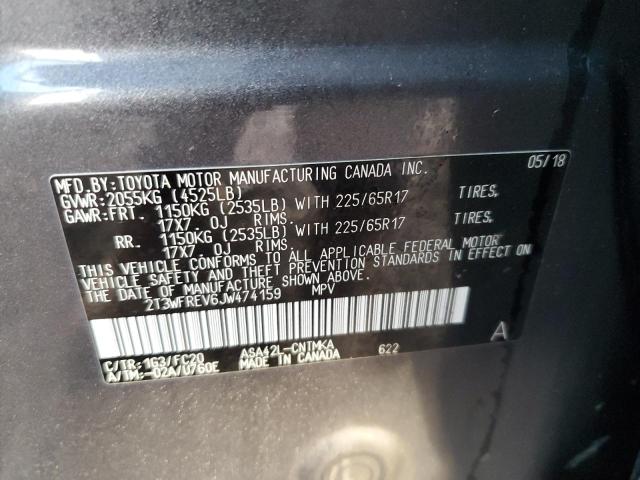 MFD.BY:TOYOTA MOTOR MANUFACTURING CANADA INC. 05/18
GVWR:2055KG (4525LB)
GAWR:FRT. 1150KG (2535LB) WITH 225/65R17 TIRES,
17X7 0J RIMS.
RR. 1150KG (2535LB) WITH 225/65R17 TIRES,
17X7 0J RIMS.
THIS VEHICLE CONFORMS TO ALL APPLICABLE FEDERAL MOTOR
VEHICLE SAFETY AND THEFT PREVENTION STANDARDS IN EFFECT ON
THE DATE OF MANUFACTURE SHOWN ABOVE.
2T3WFREV6JW474159 MPV
A
C/TR:1G3/FC20 ASA42L-CNTMKA 622
A/TM:-02A/U760E MADE IN CANADA